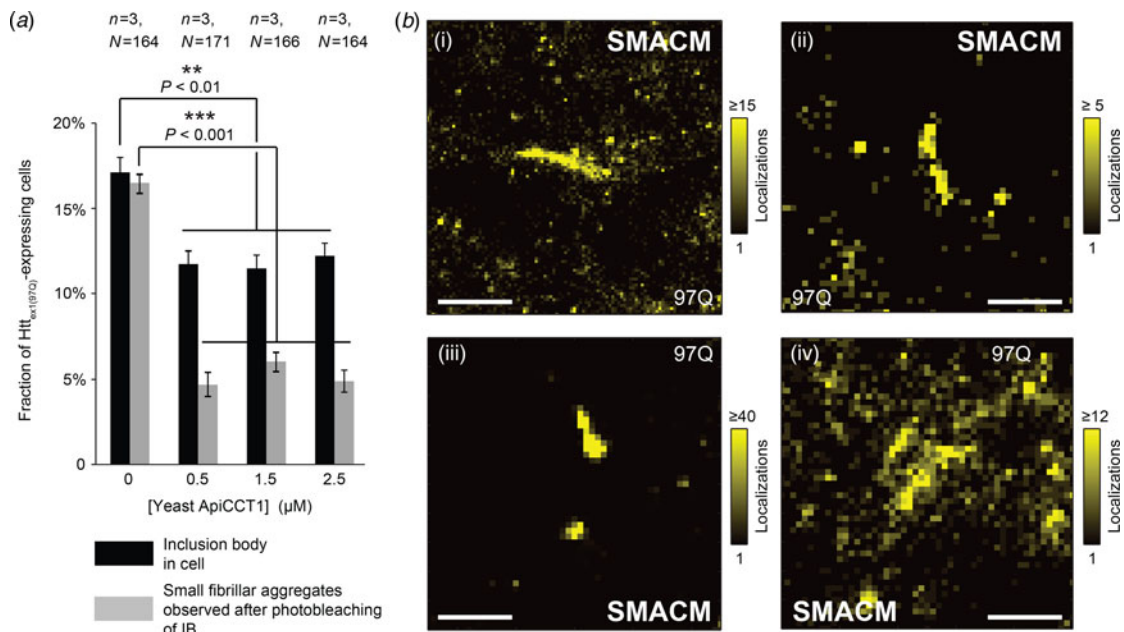 (a)
n=3, n=3, n=3, n=3,
N=164 N=171 N=166 N=164
**
P < 0.01
***
P < 0.001
20%
15%
10%
5%
0
Fraction of Htt ex1(97Q)-expressing cells
0 0.5 1.5 2.5
[Yeast ApiCCT1] (µM)
Inclusion body
in cell
Small fibrillar aggregates
observed after photobleaching
of IB
(b)
(i)
SMACM
97Q
≥15
Localizations
1
(ii)
SMACM
97Q
≥ 5
Localizations
1
(iii)
97Q
SMACM
≥40
Localizations
1
(iv)
97Q
SMACM
≥12
Localizations
1